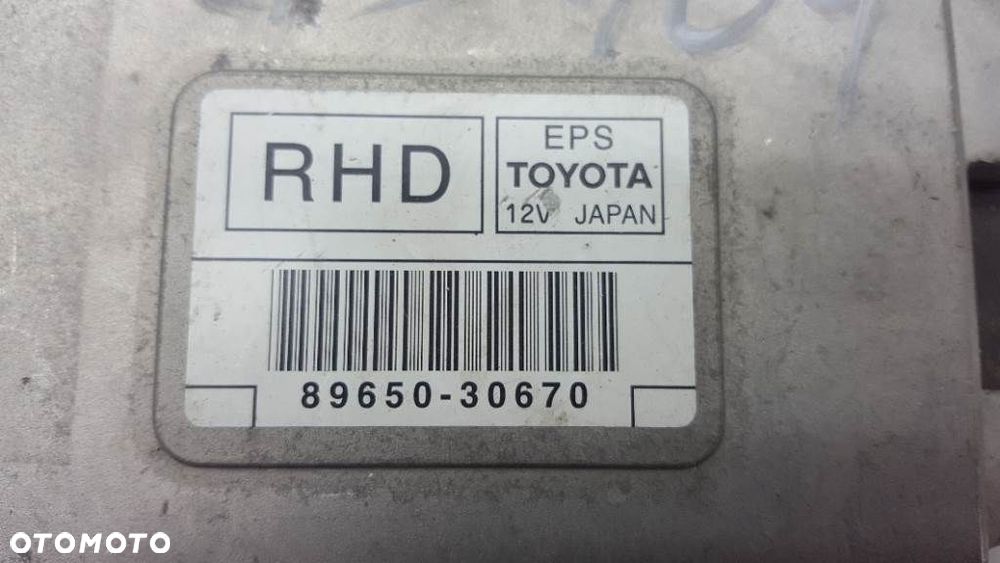 RHD
EPS
TOYOTA
12V JAPAN
89650-30670
OTOMOTO